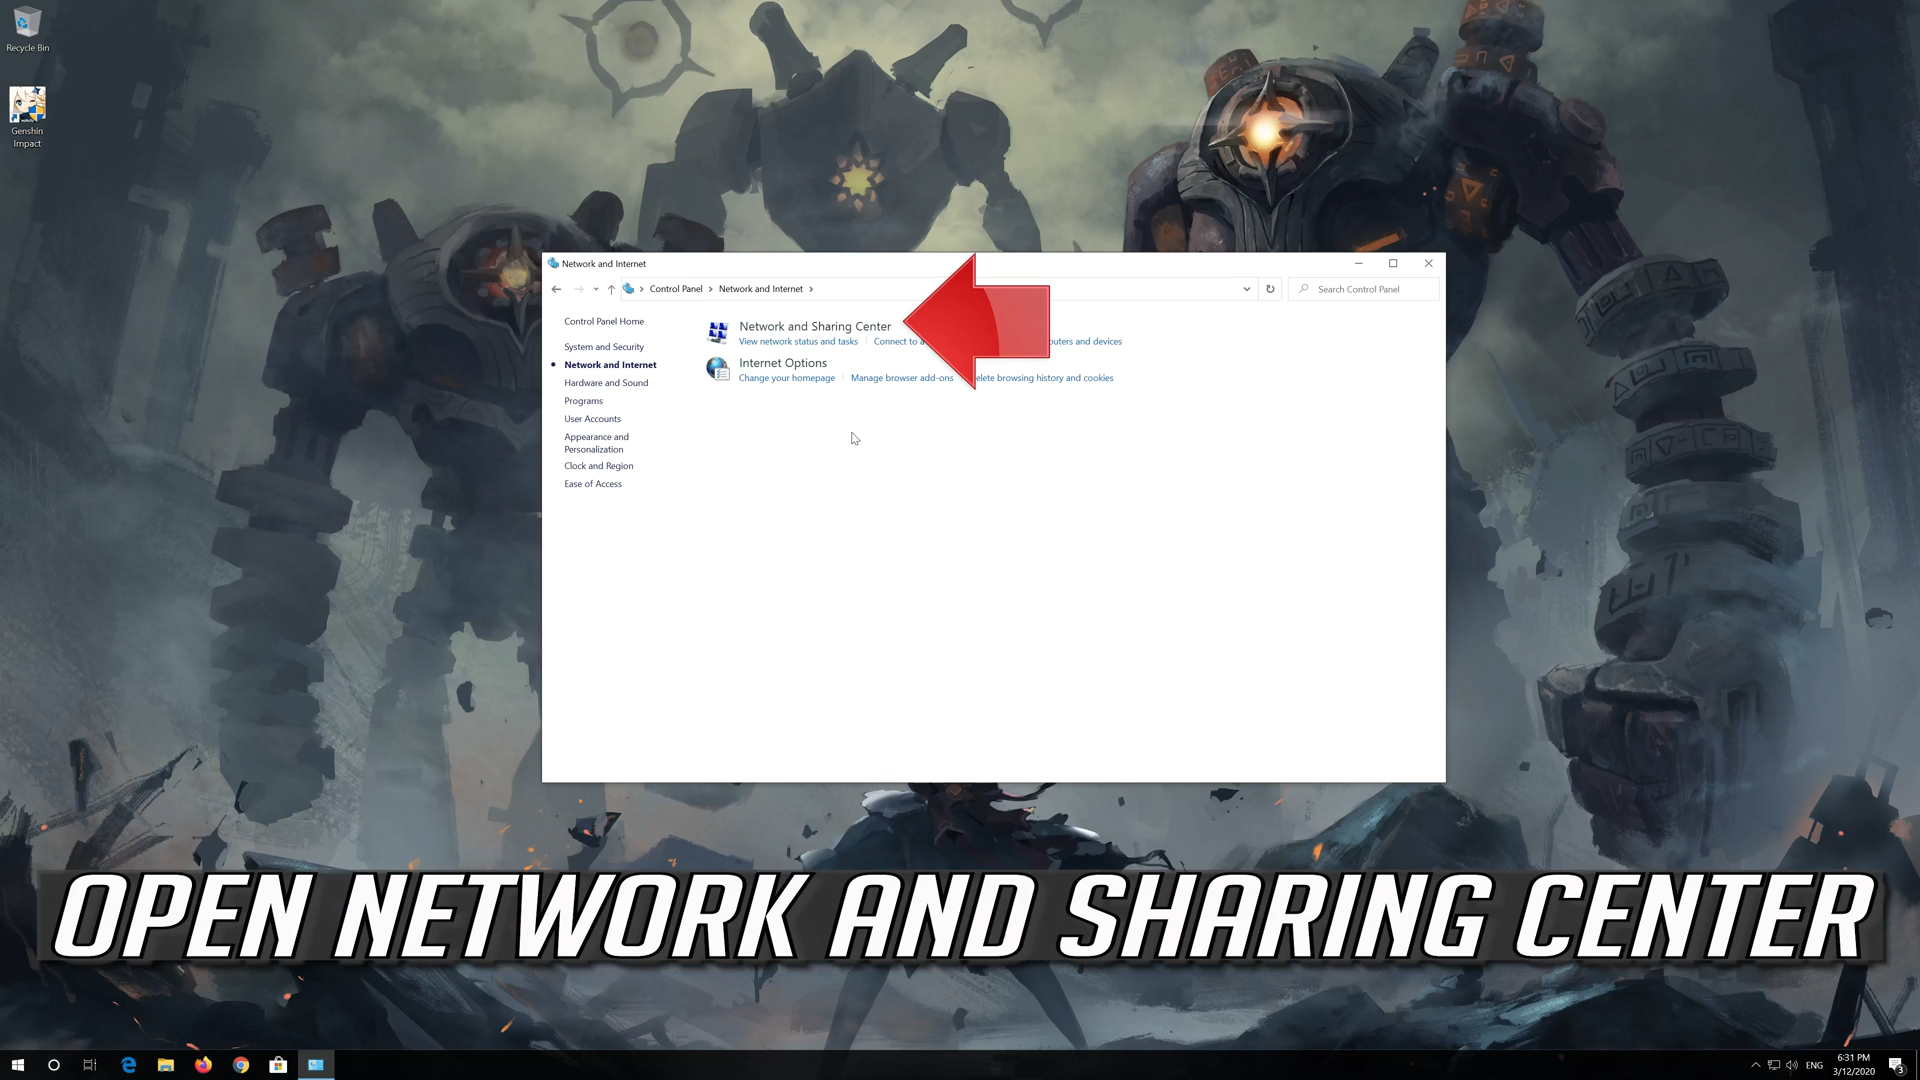 Recycle Bin
Genshin
Impact
Network and Internet
Control Panel
Network and Internet
Search Control Panel
Control Panel Home
System and Security
Network and Internet
Hardware and Sound
Programs
User Accounts
Appearance and
Personalization
Clock and Region
Ease of Access
Network and Sharing Center
View network status and tasks
Connect to a
uters and devices
Internet Options
Change your homepage
Manage browser add-ons
elete browsing history and cookies
OPEN NETWORK AND SHARING CENTER
ENG
6:31 PM
3/12/2020
3